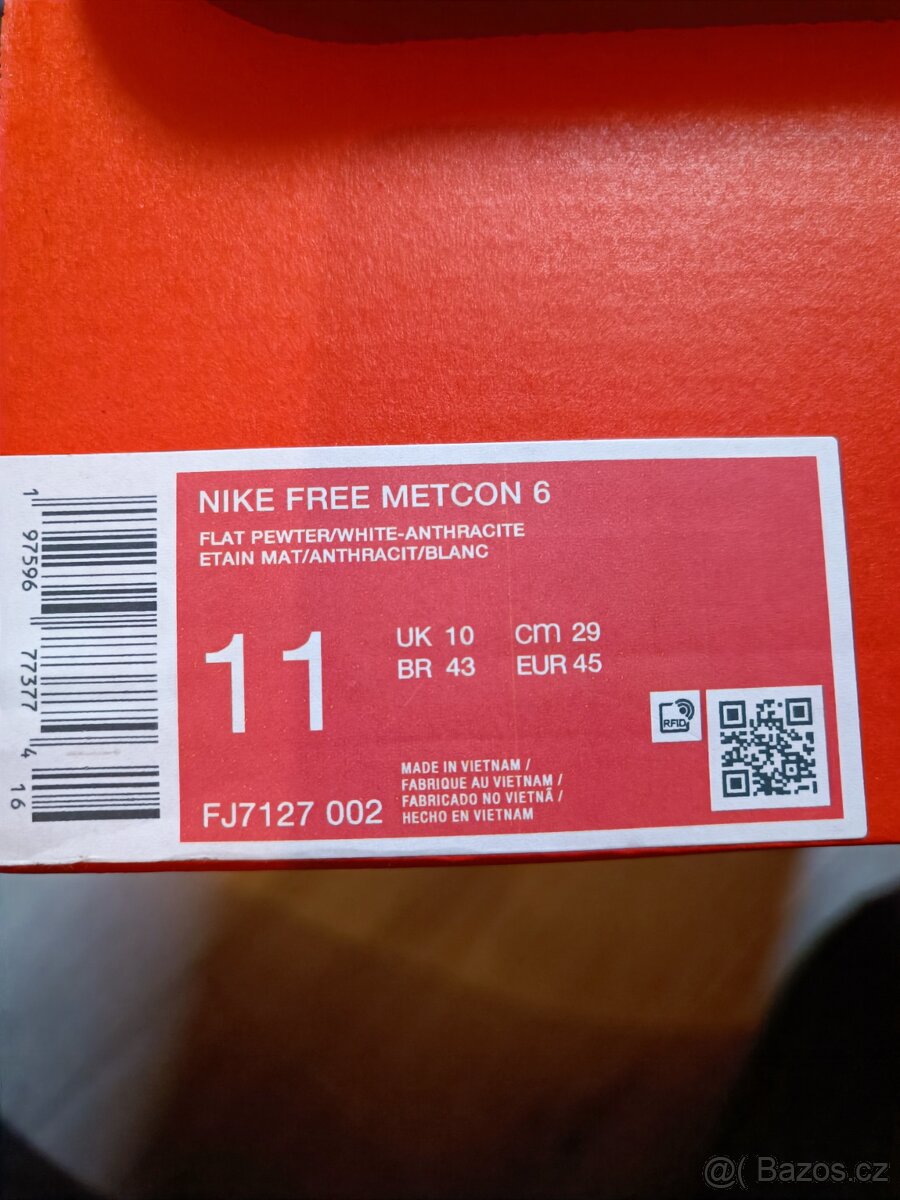 NIKE FREE METCON 6
FLAT PEWTER/WHITE-ANTHRACITE
ETAIN MAT/ANTHRACIT/BLANC
11
UK 10 cm 29
BR 43 EUR 45
RFID
FJ7127 002
MADE IN VIETNAM /
FABRIQUE AU VIETNAM /
FABRICADO NO VIETNÃ /
HECHO EN VIETNAM
1 97596 77377 4 16
@( Bazos.cz